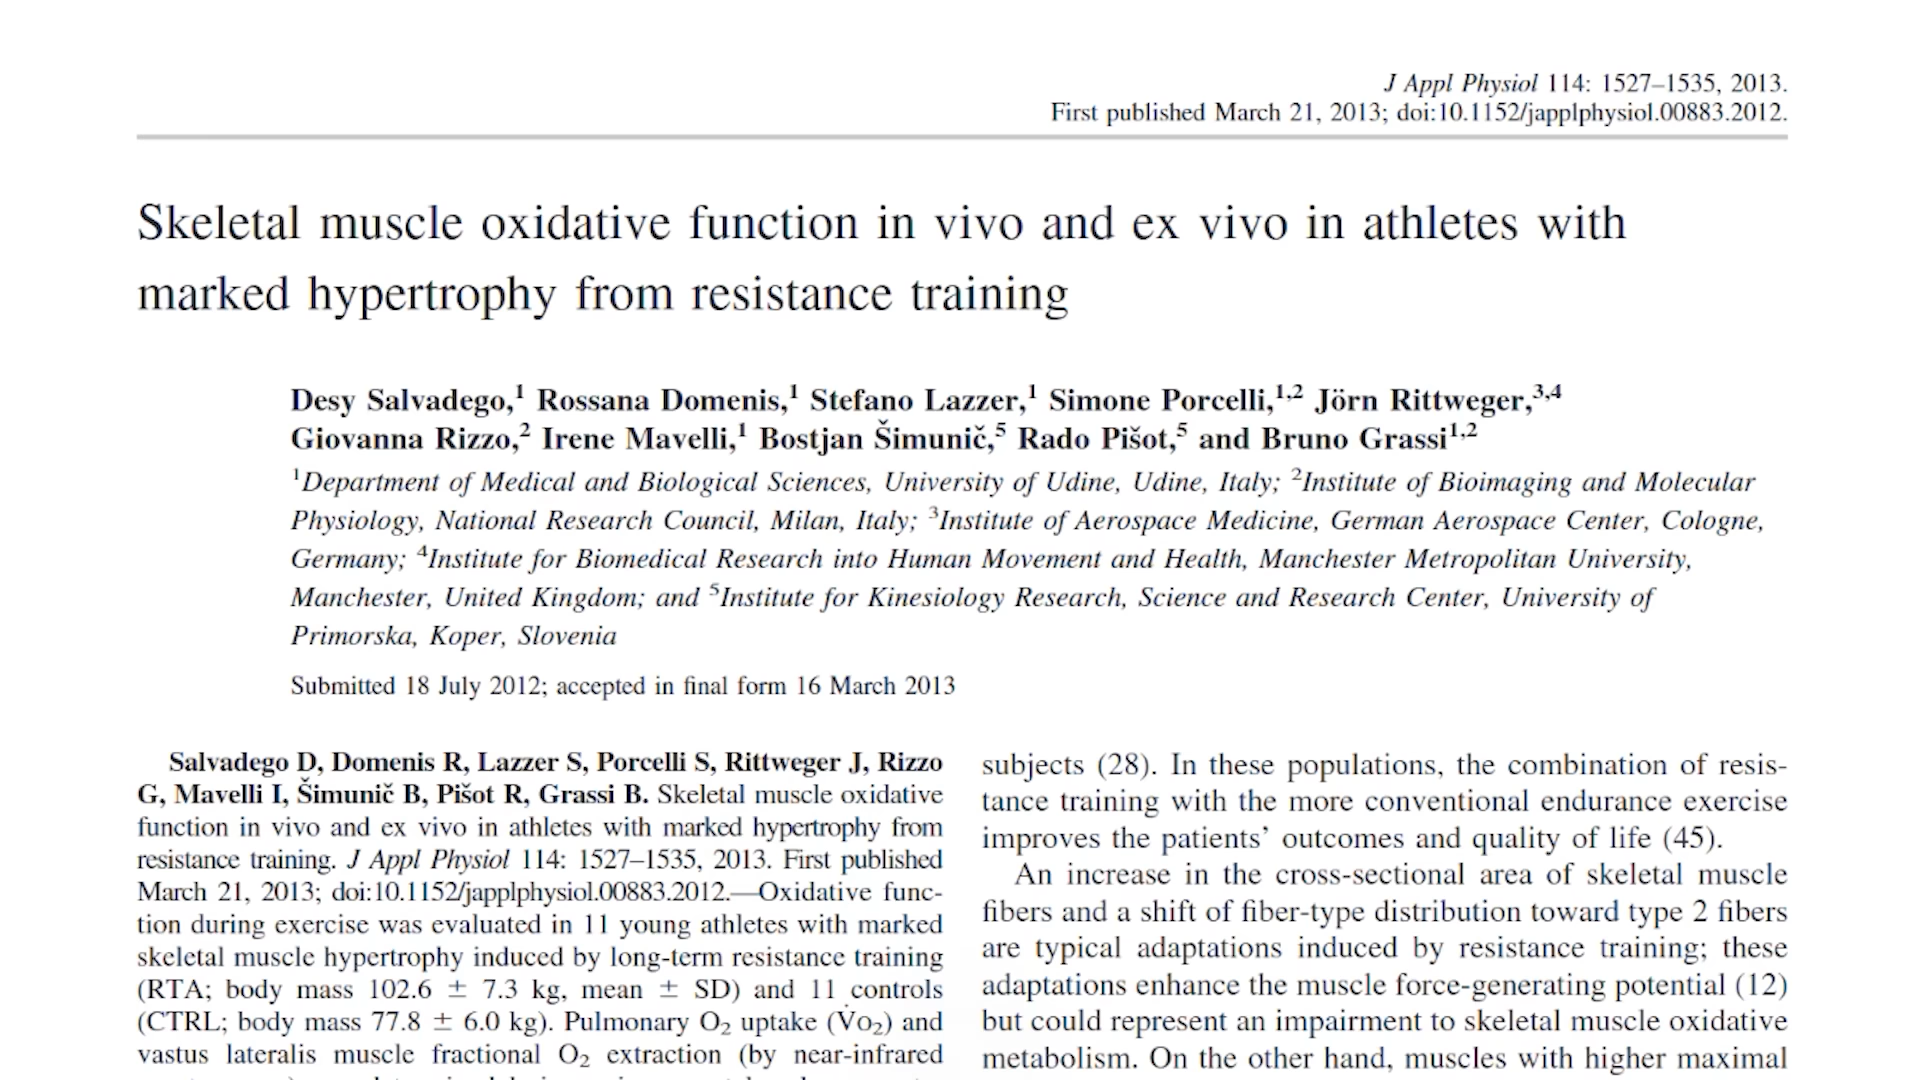 J Appl Physiol 114: 1527–1535, 2013.
First published March 21, 2013; doi:10.1152/japplphysiol.00883.2012.
Skeletal muscle oxidative function in vivo and ex vivo in athletes with
marked hypertrophy from resistance training
Desy Salvadego,1 Rossana Domenis,1 Stefano Lazzer,1 Simone Porcelli,1,2 Jörn Rittweger,3,4
Giovanna Rizzo,2 Irene Mavelli,1 Bostjan Šimunič,5 Rado Pišot,5 and Bruno Grassi1,2
1Department of Medical and Biological Sciences, University of Udine, Udine, Italy; 2Institute of Bioimaging and Molecular
Physiology, National Research Council, Milan, Italy; 3Institute of Aerospace Medicine, German Aerospace Center, Cologne,
Germany; 4Institute for Biomedical Research into Human Movement and Health, Manchester Metropolitan University,
Manchester, United Kingdom; and 5Institute for Kinesiology Research, Science and Research Center, University of
Primorska, Koper, Slovenia
Submitted 18 July 2012; accepted in final form 16 March 2013
Salvadego D, Domenis R, Lazzer S, Porcelli S, Rittweger J, Rizzo
G, Mavelli I, Šimunič B, Pišot R, Grassi B. Skeletal muscle oxidative
function in vivo and ex vivo in athletes with marked hypertrophy from
resistance training. J Appl Physiol 114: 1527–1535, 2013. First published
March 21, 2013; doi:10.1152/japplphysiol.00883.2012.—Oxidative func-
tion during exercise was evaluated in 11 young athletes with marked
skeletal muscle hypertrophy induced by long-term resistance training
(RTA; body mass 102.6 ± 7.3 kg, mean ± SD) and 11 controls
(CTRL; body mass 77.8 ± 6.0 kg). Pulmonary O2 uptake (V̇o2) and
vastus lateralis muscle fractional O2 extraction (by near-infrared
subjects (28). In these populations, the combination of resis-
tance training with the more conventional endurance exercise
improves the patients’ outcomes and quality of life (45).
An increase in the cross-sectional area of skeletal muscle
fibers and a shift of fiber-type distribution toward type 2 fibers
are typical adaptations induced by resistance training; these
adaptations enhance the muscle force-generating potential (12)
but could represent an impairment to skeletal muscle oxidative
metabolism. On the other hand, muscles with higher maximal